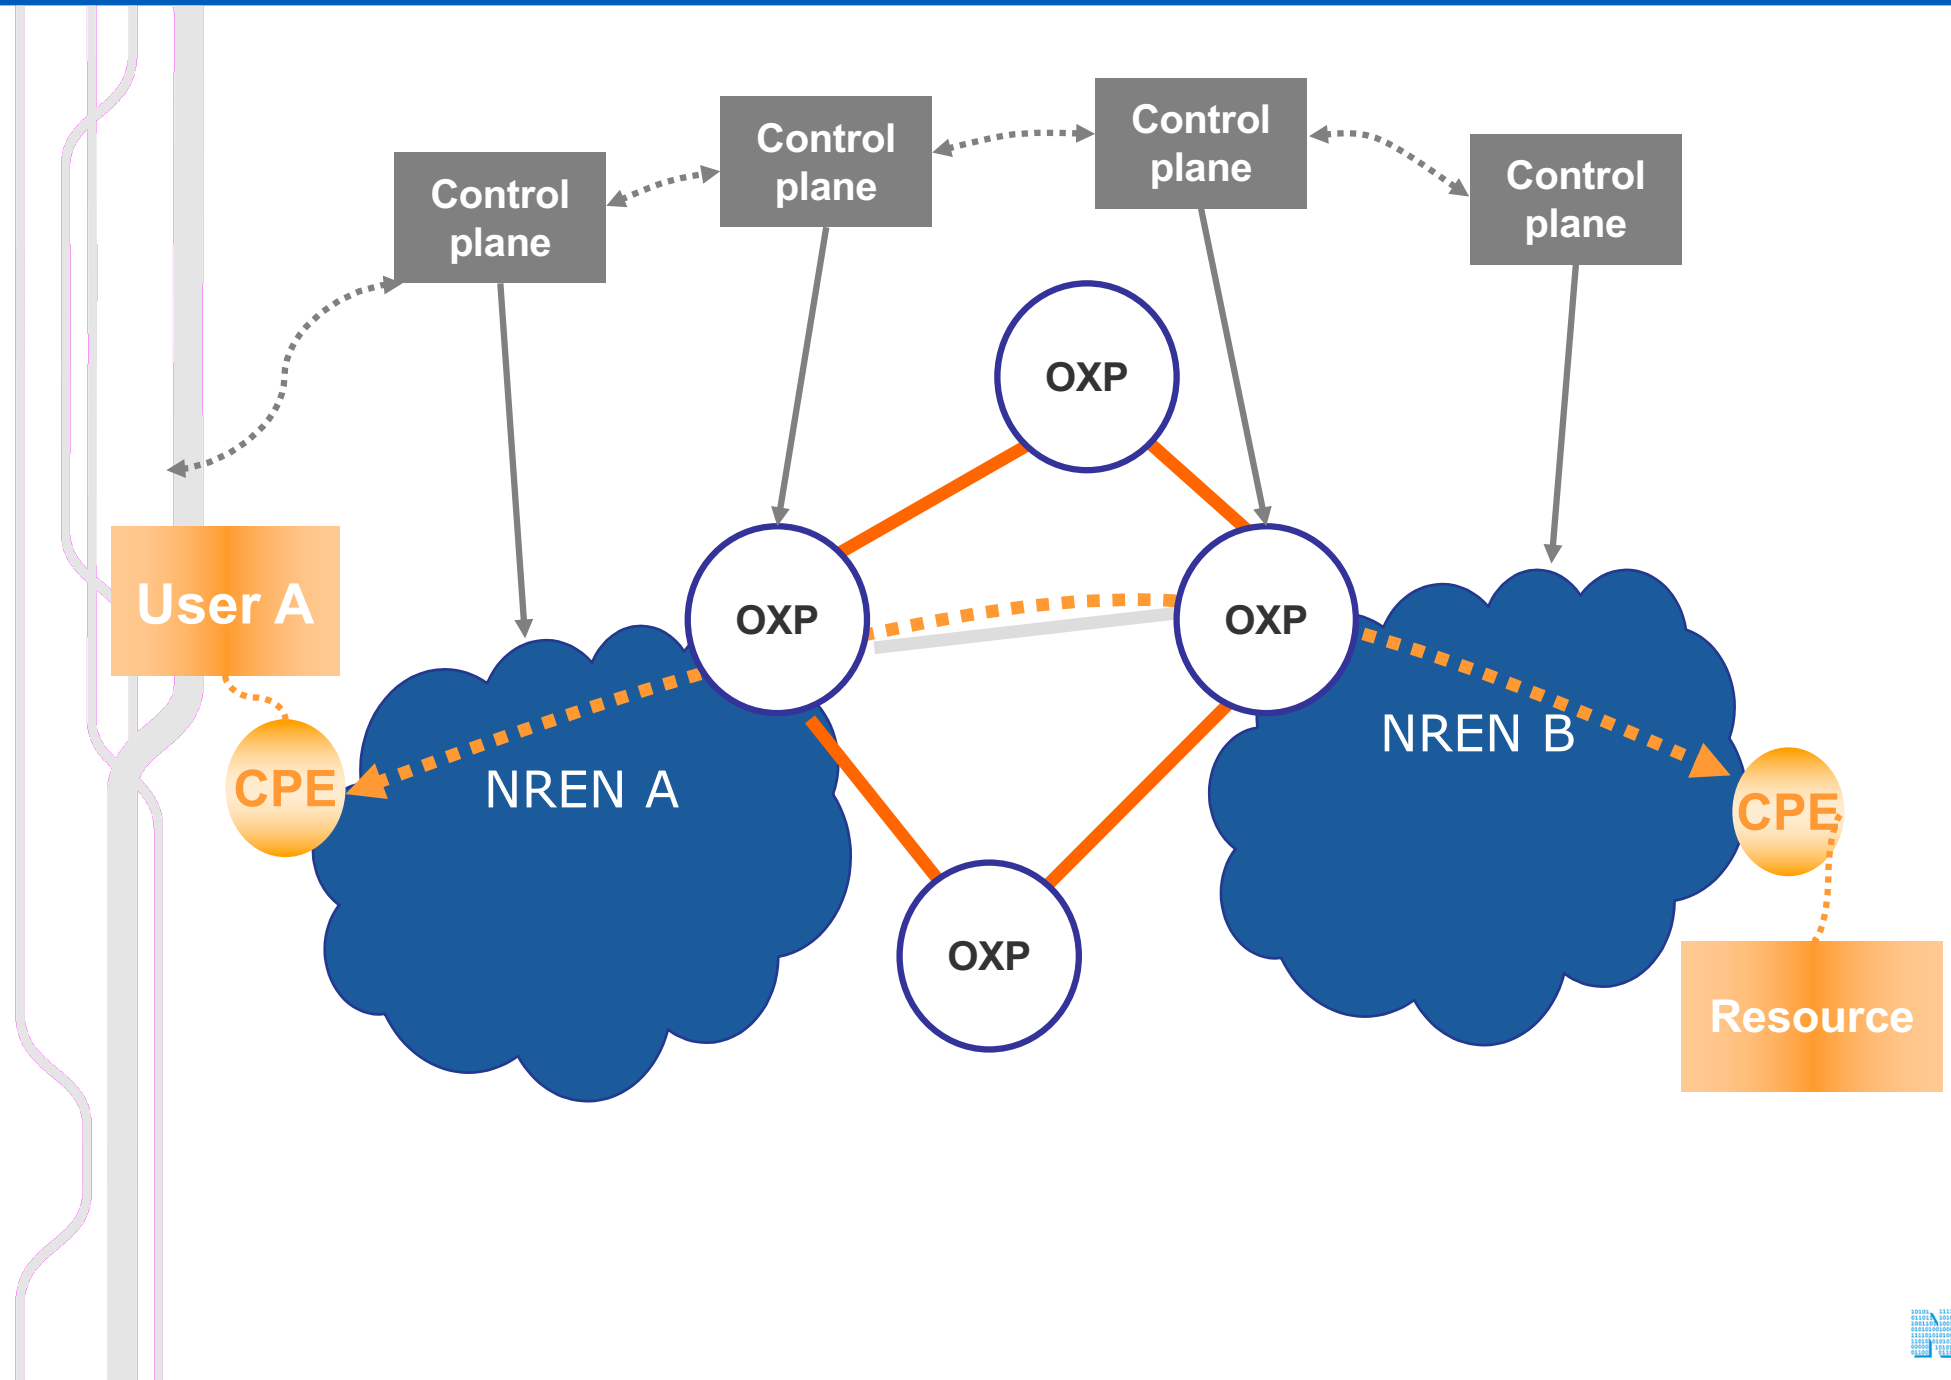 Control
plane
Control
plane
Control
plane
Control
plane
OXP
User A
OXP
OXP
NREN B
CPE
NREN A
CPE
OXP
Resource